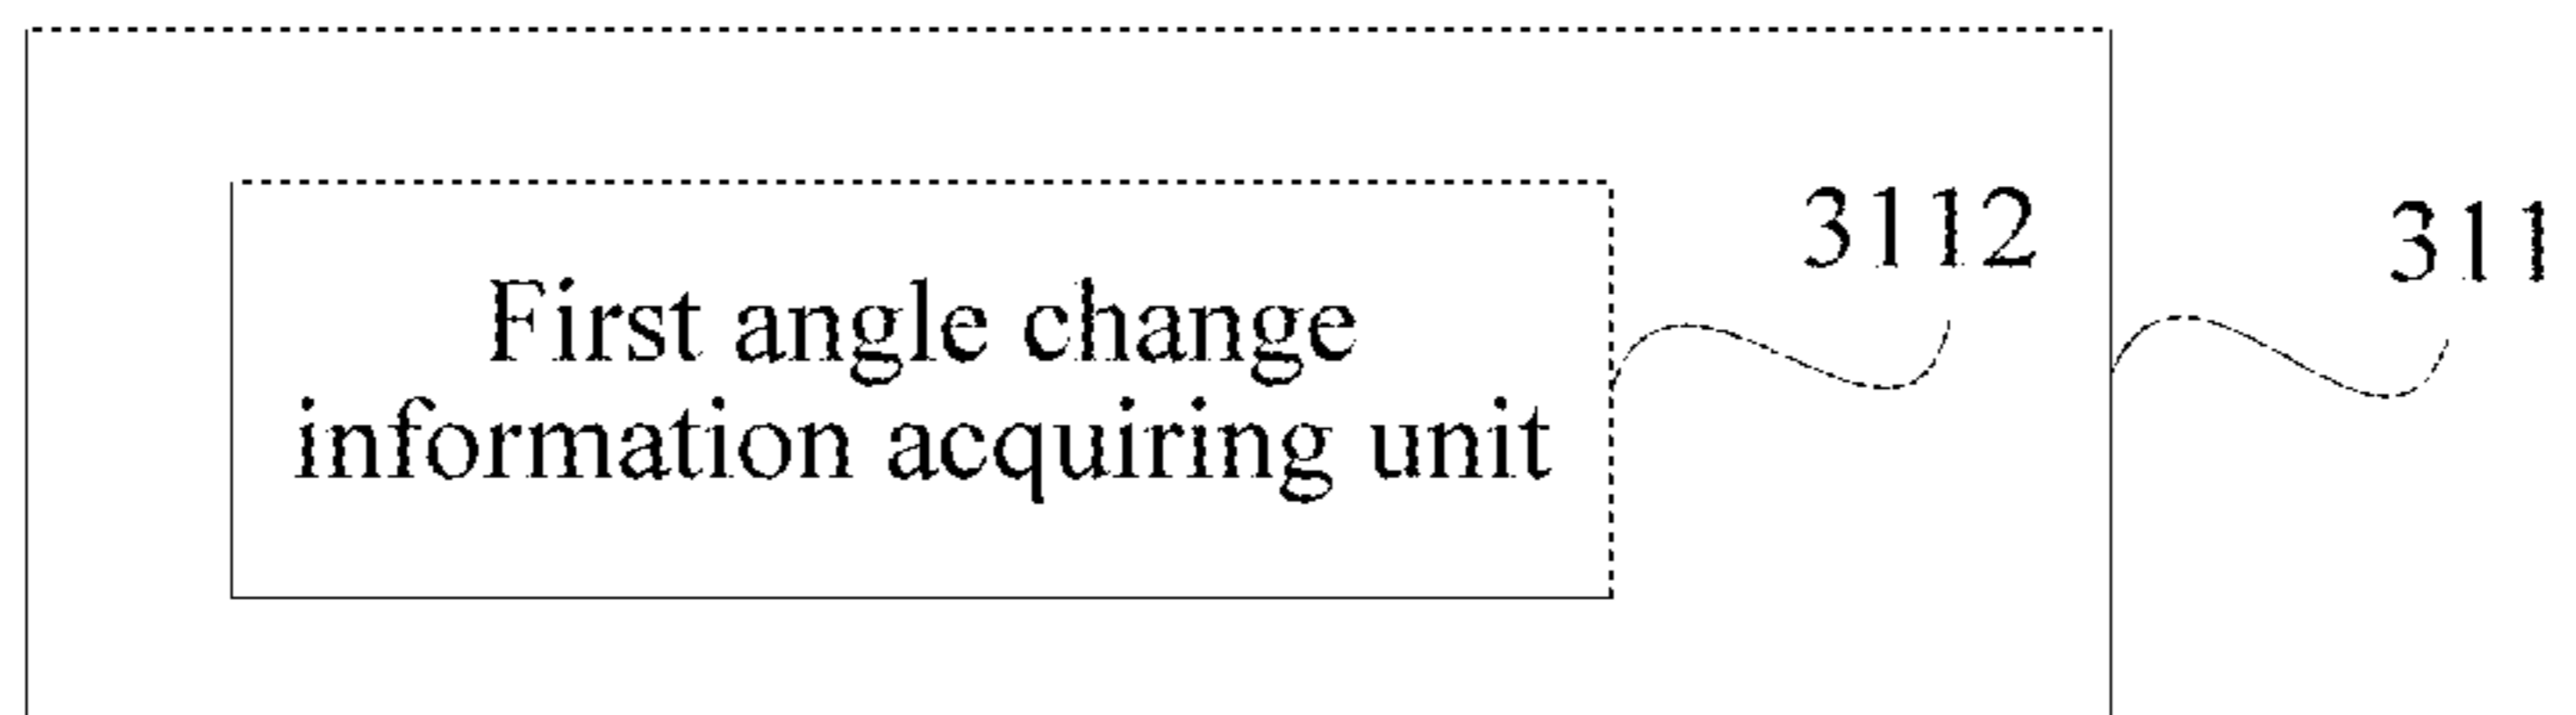 3112
311
First angle change
information acquiring unit